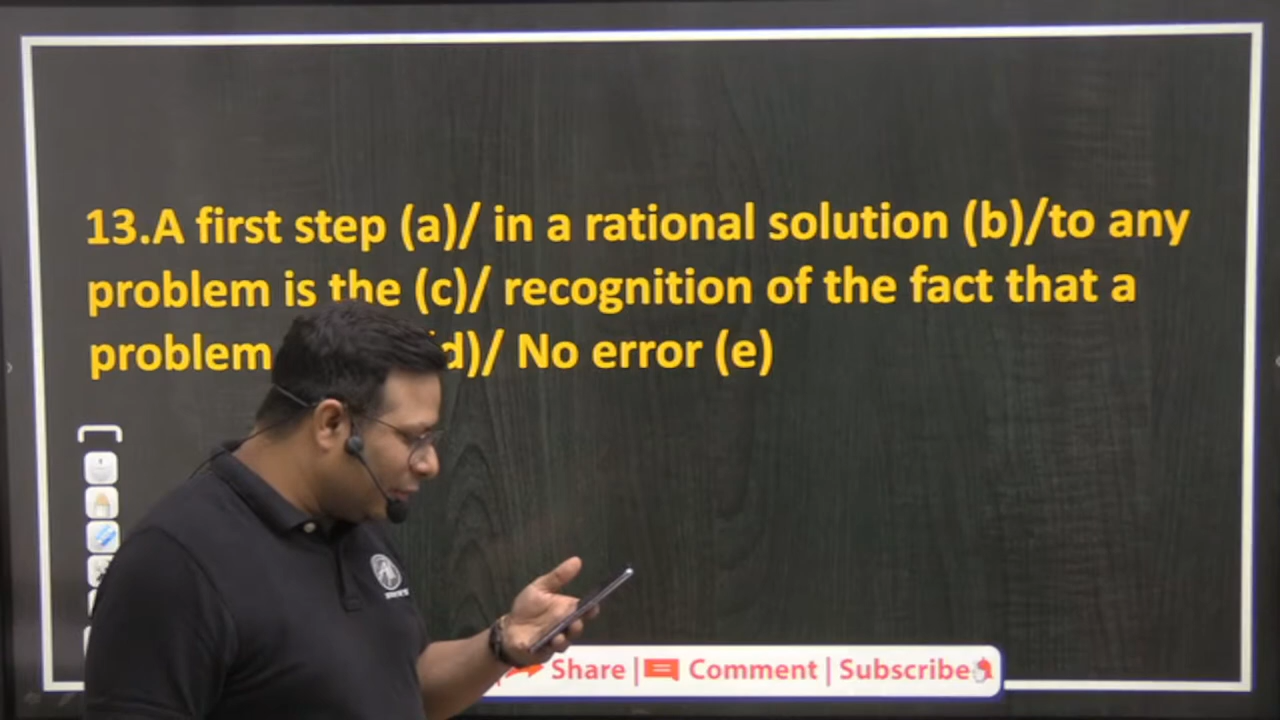 13.A first step (a)/ in a rational solution (b)/to any
problem is the (c)/ recognition of the fact that a
problem d)/ No error (e)
Share | Comment | Subscribe